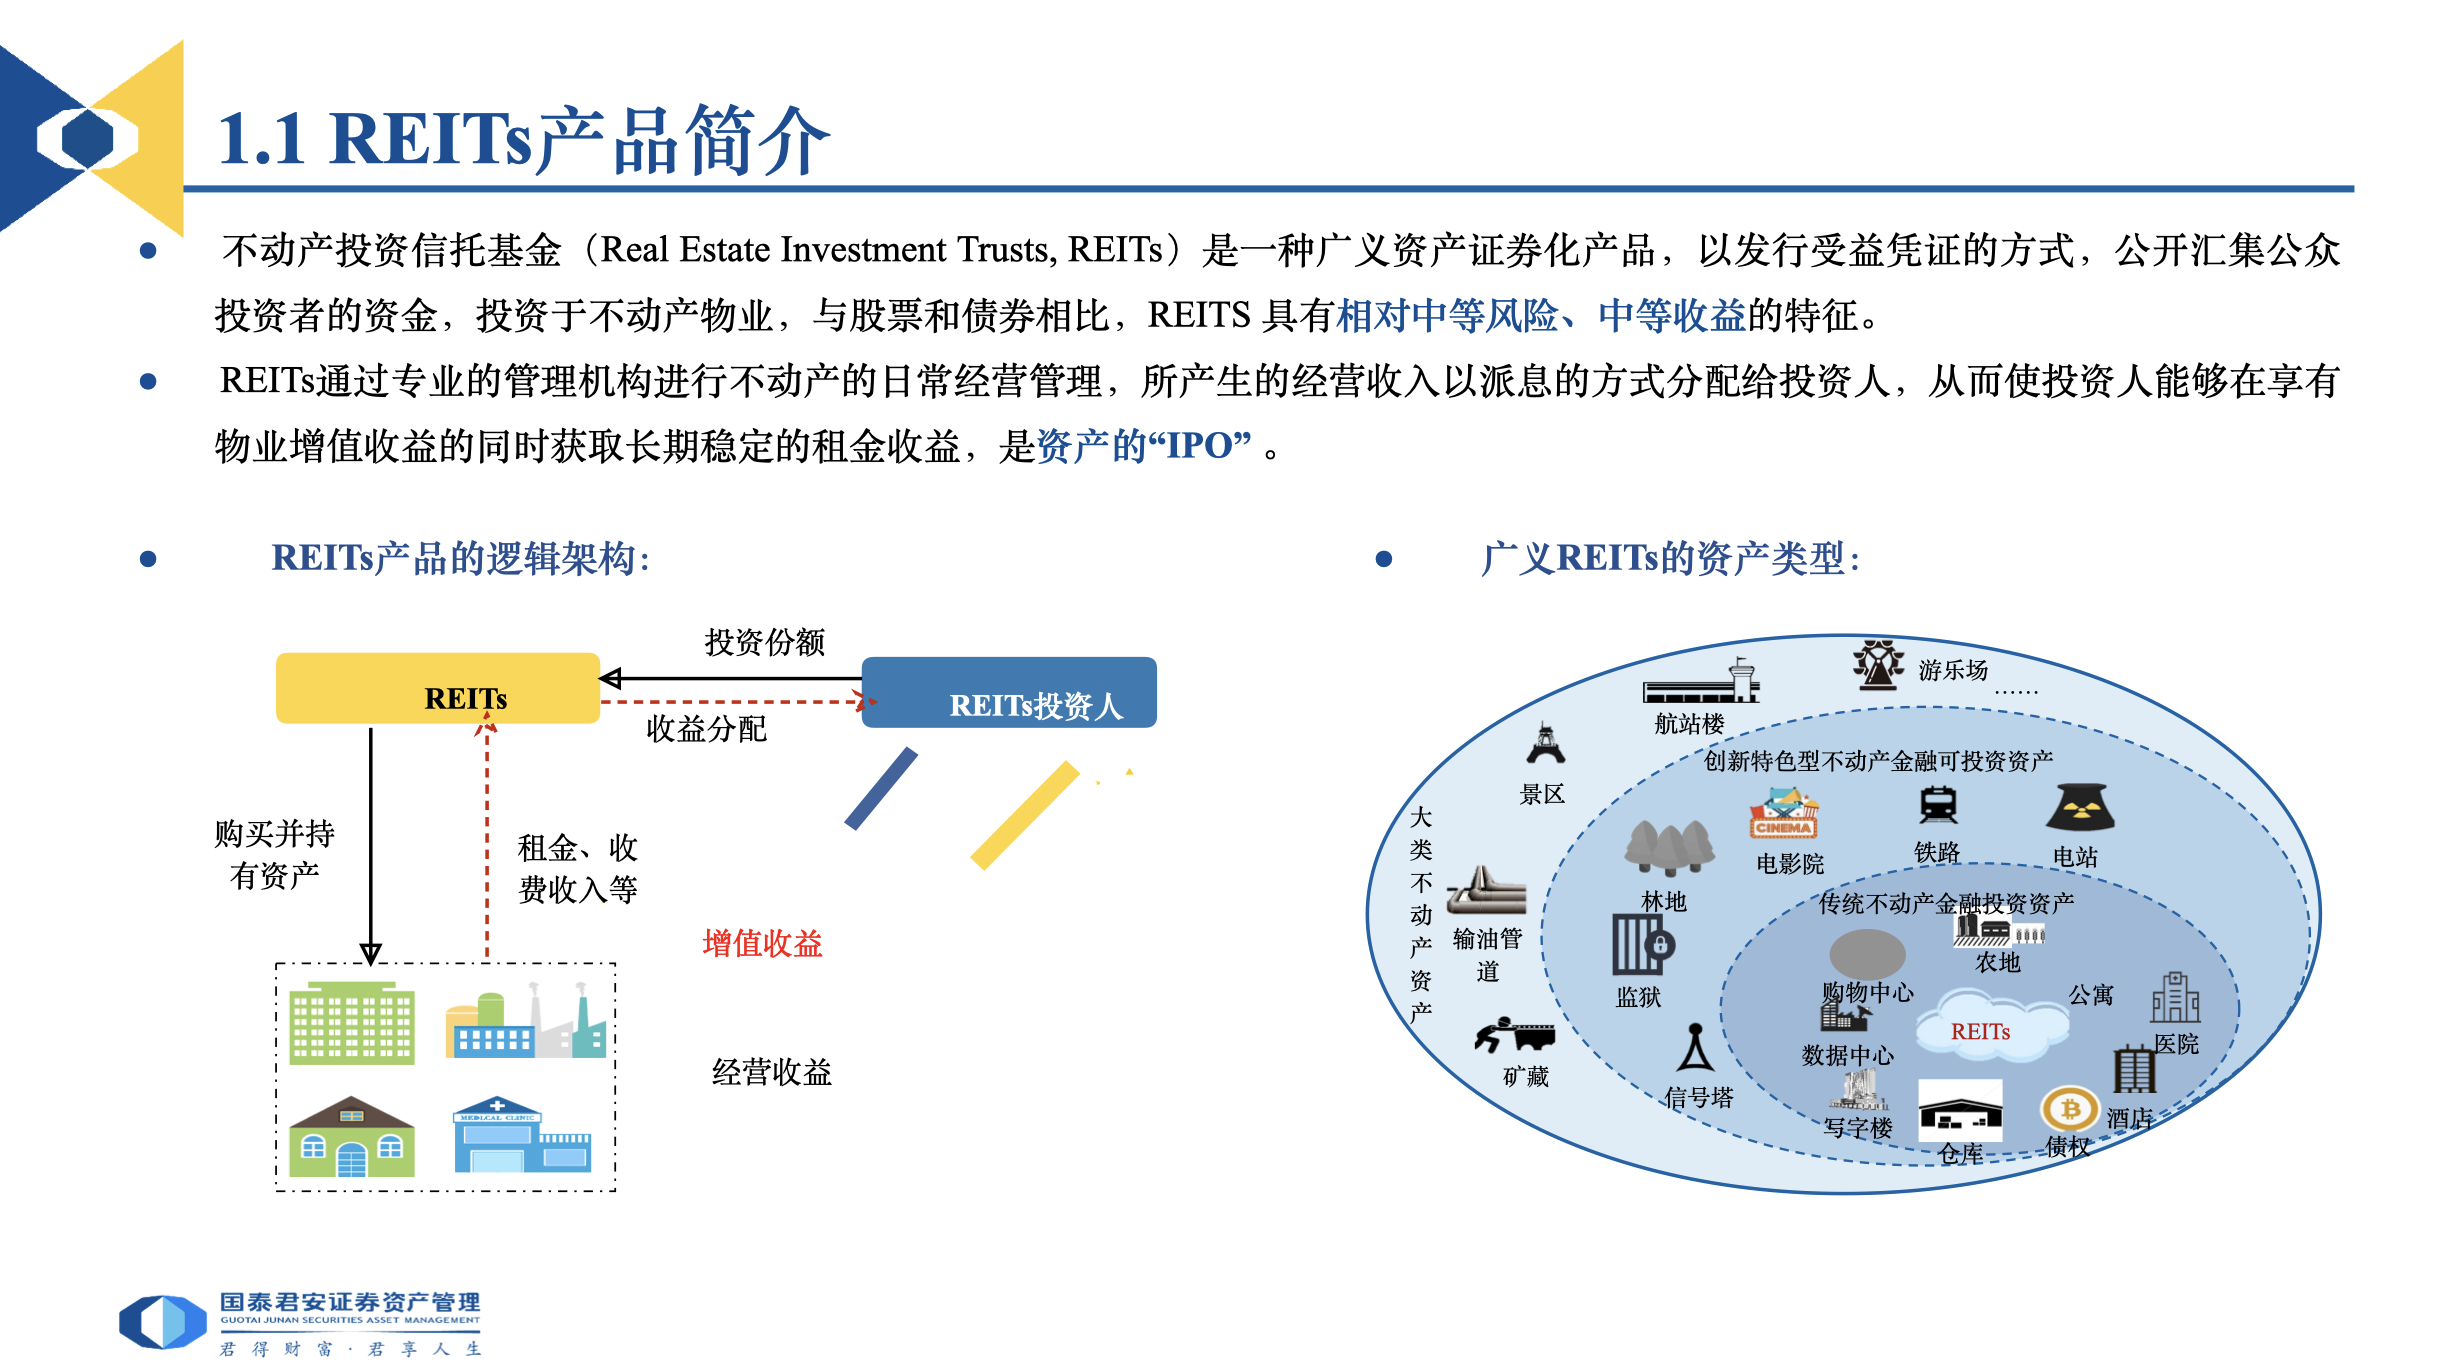 1.1 REITs产品简介
不动产投资信托基金（Real Estate Investment Trusts, REITs）是一种广义资产证券化产品，以发行受益凭证的方式，公开汇集公众
投资者的资金，投资于不动产物业，与股票和债券相比，REITS 具有相对中等风险、中等收益的特征。
REITs通过专业的管理机构进行不动产的日常经营管理，所产生的经营收入以派息的方式分配给投资人，从而使投资人能够在享有
物业增值收益的同时获取长期稳定的租金收益，是资产的“IPO” 。
REITs产品的逻辑架构：
投资份额
REITs
REITs投资人
收益分配
购买并持
有资产
租金、收
费收入等
增值收益
经营收益
MEDLCAL CLINIC
广义REITs的资产类型：
游乐场
......
航站楼
景区
创新特色型不动产金融可投资资产
大类不动产资产
CINEMA
电影院
铁路
电站
林地
传统不动产金融投资资产
输油管
道
农地
监狱
购物中心
公寓
REITs
医院
数据中心
矿藏
信号塔
写字楼
酒店
仓库
债权
国泰君安证券资产管理
GUOTAI JUNAN SECURITIES ASSET MANAGEMENT
君得财富·君享人生